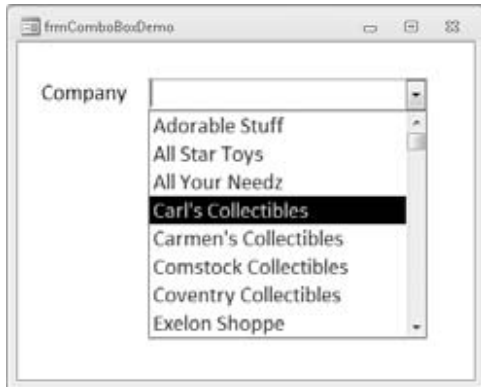 frmComboBoxDemo
Company
Adorable Stuff
All Star Toys
All Your Needz
Carl's Collectibles
Carmen's Collectibles
Comstock Collectibles
Coventry Collectibles
Exelon Shoppe